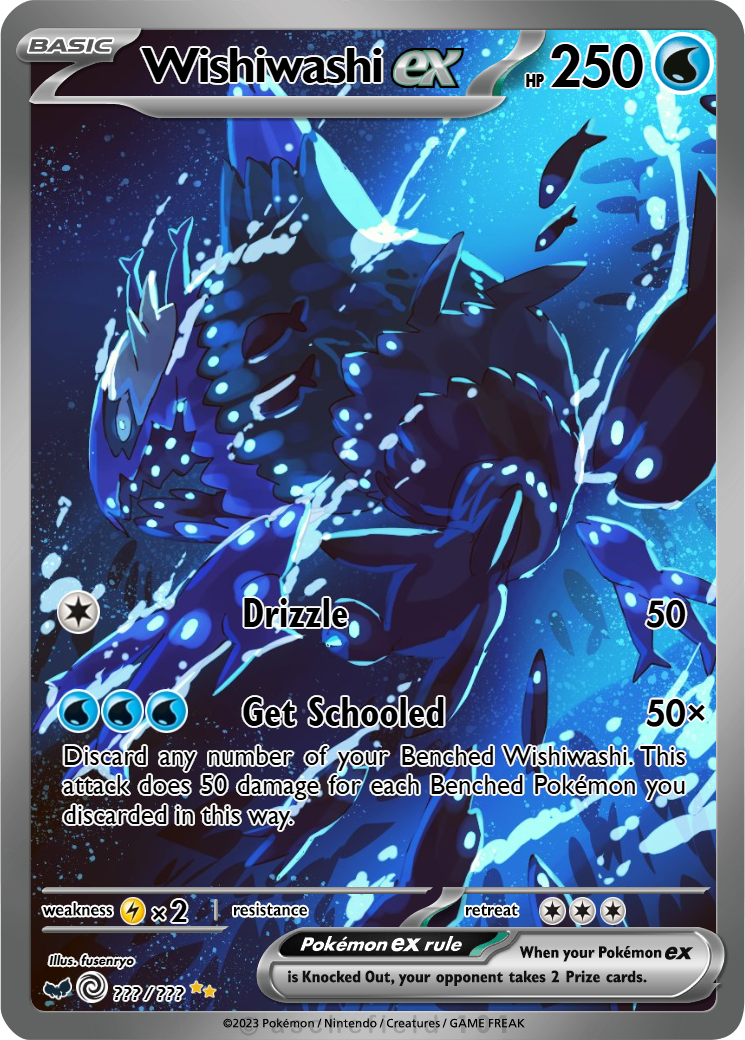 BASIC
Wishiwashi ex
HP 250
Drizzle 50
Get Schooled 50×
Discard any number of your Benched Wishiwashi. This
attack does 50 damage for each Benched Pokémon you
discarded in this way.
weakness ×2 resistance retreat
Pokémon ex rule
When your Pokémon ex
is Knocked Out, your opponent takes 2 Prize cards.
Illus. fusenryo
??? / ???
©2023 Pokémon / Nintendo / Creatures / GAME FREAK